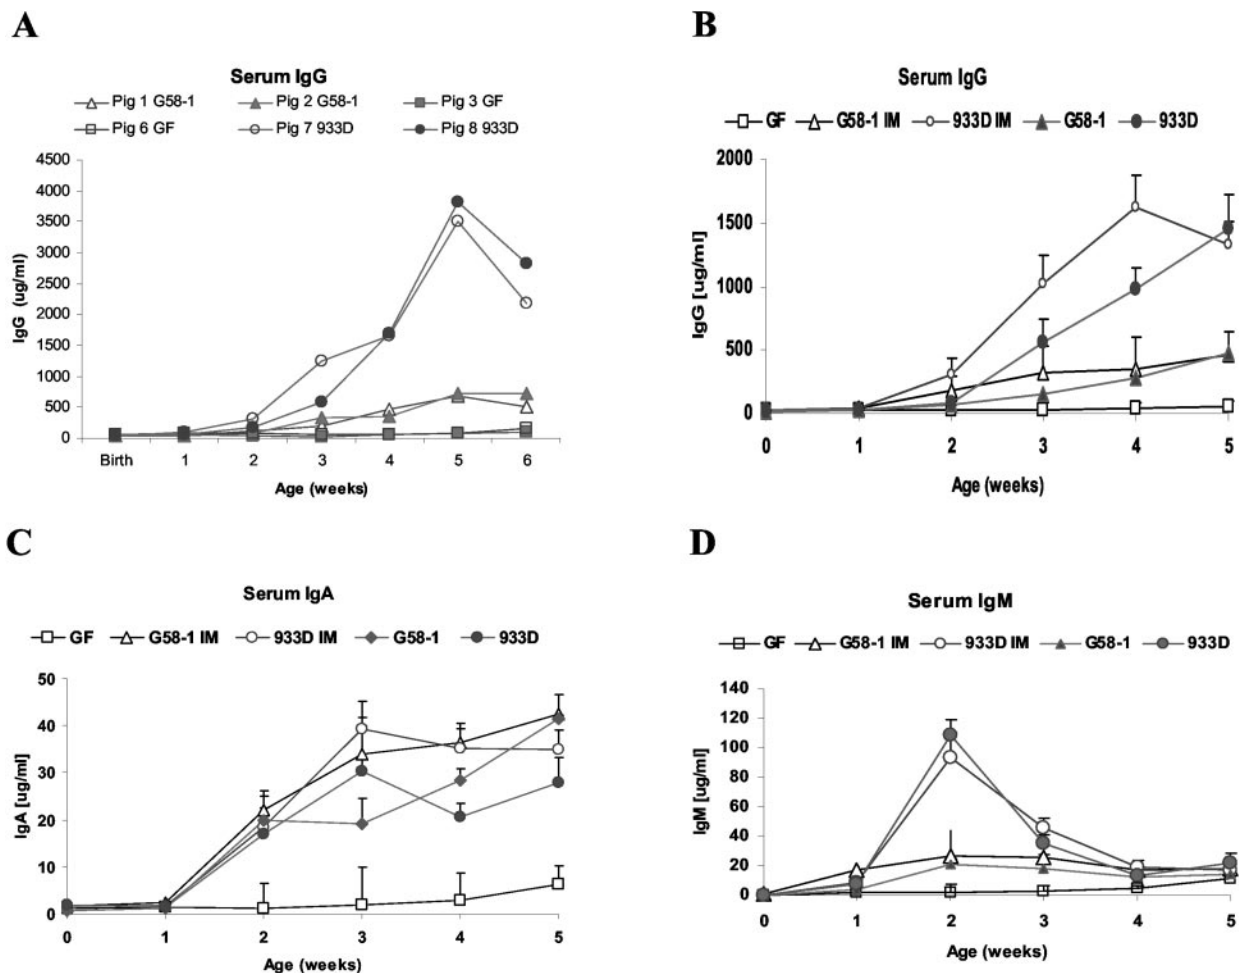 A
Serum IgG
Pig 1 G58-1 Pig 2 G58-1 Pig 3 GF
Pig 6 GF Pig 7 933D Pig 8 933D
4500
4000
3500
3000
2500
2000
1500
1000
500
0
IgG (ug/ml)
Birth 1 2 3 4 5 6
Age (weeks)
B
Serum IgG
GF G58-1 IM 933D IM G58-1 933D
2000
1500
1000
500
0
IgG [ug/ml]
0 1 2 3 4 5
Age (weeks)
C
Serum IgA
GF G58-1 IM 933D IM G58-1 933D
50
40
30
20
10
0
IgA [ug/ml]
0 1 2 3 4 5
Age (weeks)
D
Serum IgM
GF G58-1 IM 933D IM G58-1 933D
140
120
100
80
60
40
20
0
IgM [ug/ml]
0 1 2 3 4 5
Age (weeks)